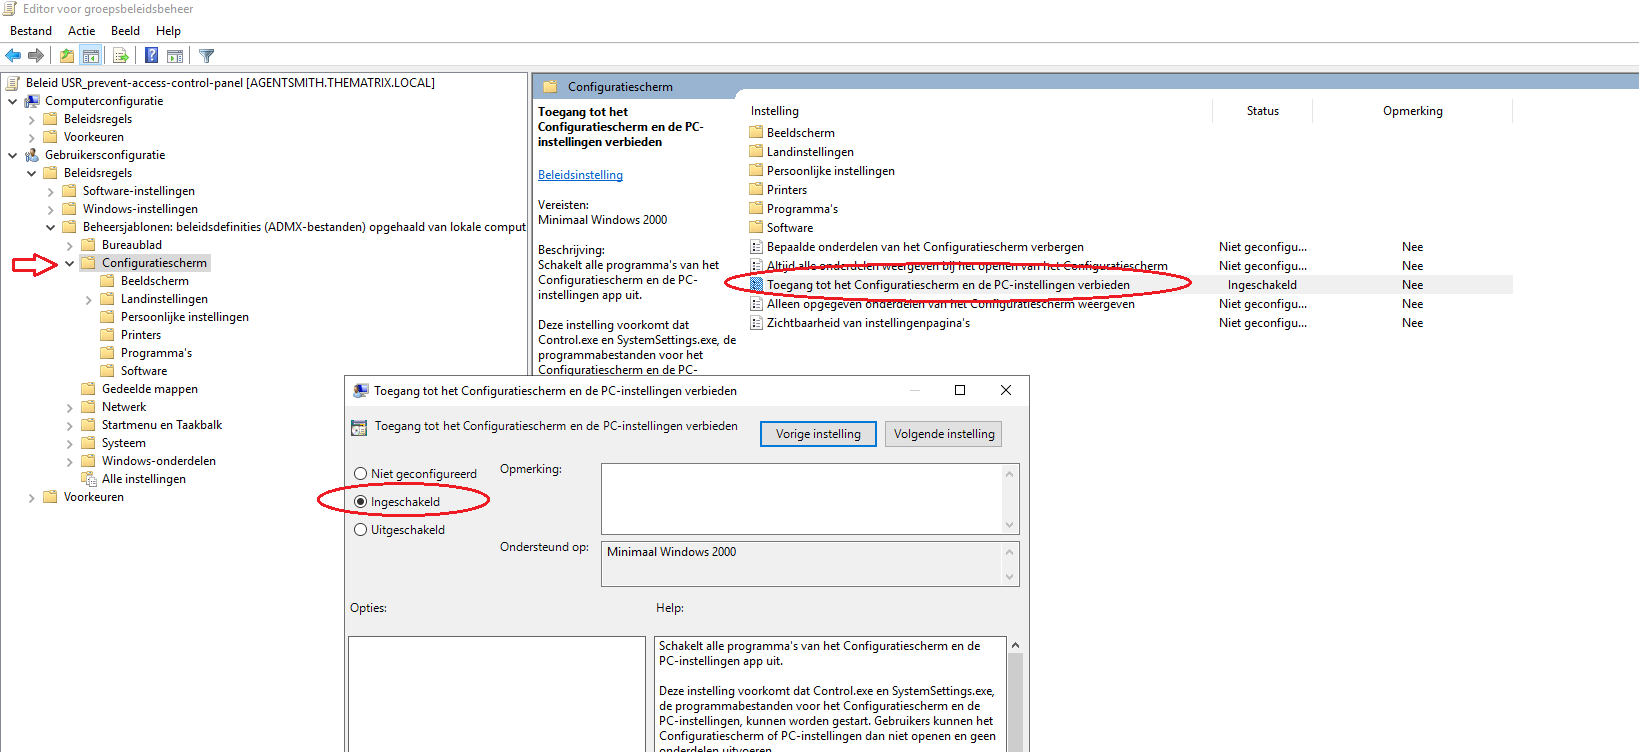 Editor voor groepsbeleidsbeheer
Bestand Actie Beeld Help
Beleid USR_prevent-access-control-panel [AGENTSMITH.THEMATRIX.LOCAL]
Computerconfiguratie
Beleidsregels
Voorkeuren
Gebruikersconfiguratie
Beleidsregels
Software-instellingen
Windows-instellingen
Beheersjablonen: beleidsdefinities (ADMX-bestanden) opgehaald van lokale comput
Bureaublad
Configuratiescherm
Beeldscherm
Landinstellingen
Persoonlijke instellingen
Printers
Programma's
Software
Gedeelde mappen
Netwerk
Startmenu en Taakbalk
Systeem
Windows-onderdelen
Alle instellingen
Voorkeuren
Configuratiescherm
Toegang tot het
Configuratiescherm en de PC-
instellingen verbieden
Beleidsinstelling
Vereisten:
Minimaal Windows 2000
Beschrijving:
Schakelt alle programma's van het
Configuratiescherm en de PC-
instellingen app uit.
Deze instelling voorkomt dat
Control.exe en SystemSettings.exe, de
programmabestanden voor het
Configuratiescherm en de PC-
Instelling Status Opmerking
Beeldscherm
Landinstellingen
Persoonlijke instellingen
Printers
Programma's
Software
Bepaalde onderdelen van het Configuratiescherm verbergen Niet geconfigu... Nee
Altijd alle onderdelen weergeven bij het openen van het Configuratiescherm Niet geconfigu... Nee
Toegang tot het Configuratiescherm en de PC-instellingen verbieden Ingeschakeld Nee
Alleen opgegeven onderdelen van het Configuratiescherm weergeven Niet geconfigu... Nee
Zichtbaarheid van instellingenpagina's Niet geconfigu... Nee
Toegang tot het Configuratiescherm en de PC-instellingen verbieden
Toegang tot het Configuratiescherm en de PC-instellingen verbieden
Vorige instelling Volgende instelling
Niet geconfigureerd
Ingeschakeld
Uitgeschakeld
Opmerking:
Ondersteund op:
Minimaal Windows 2000
Opties:
Help:
Schakelt alle programma's van het Configuratiescherm en de
PC-instellingen app uit.
Deze instelling voorkomt dat Control.exe en SystemSettings.exe,
de programmabestanden voor het Configuratiescherm en de
PC-instellingen, kunnen worden gestart. Gebruikers kunnen het
Configuratiescherm of PC-instellingen dan niet openen en geen
onderdelen uitvoeren